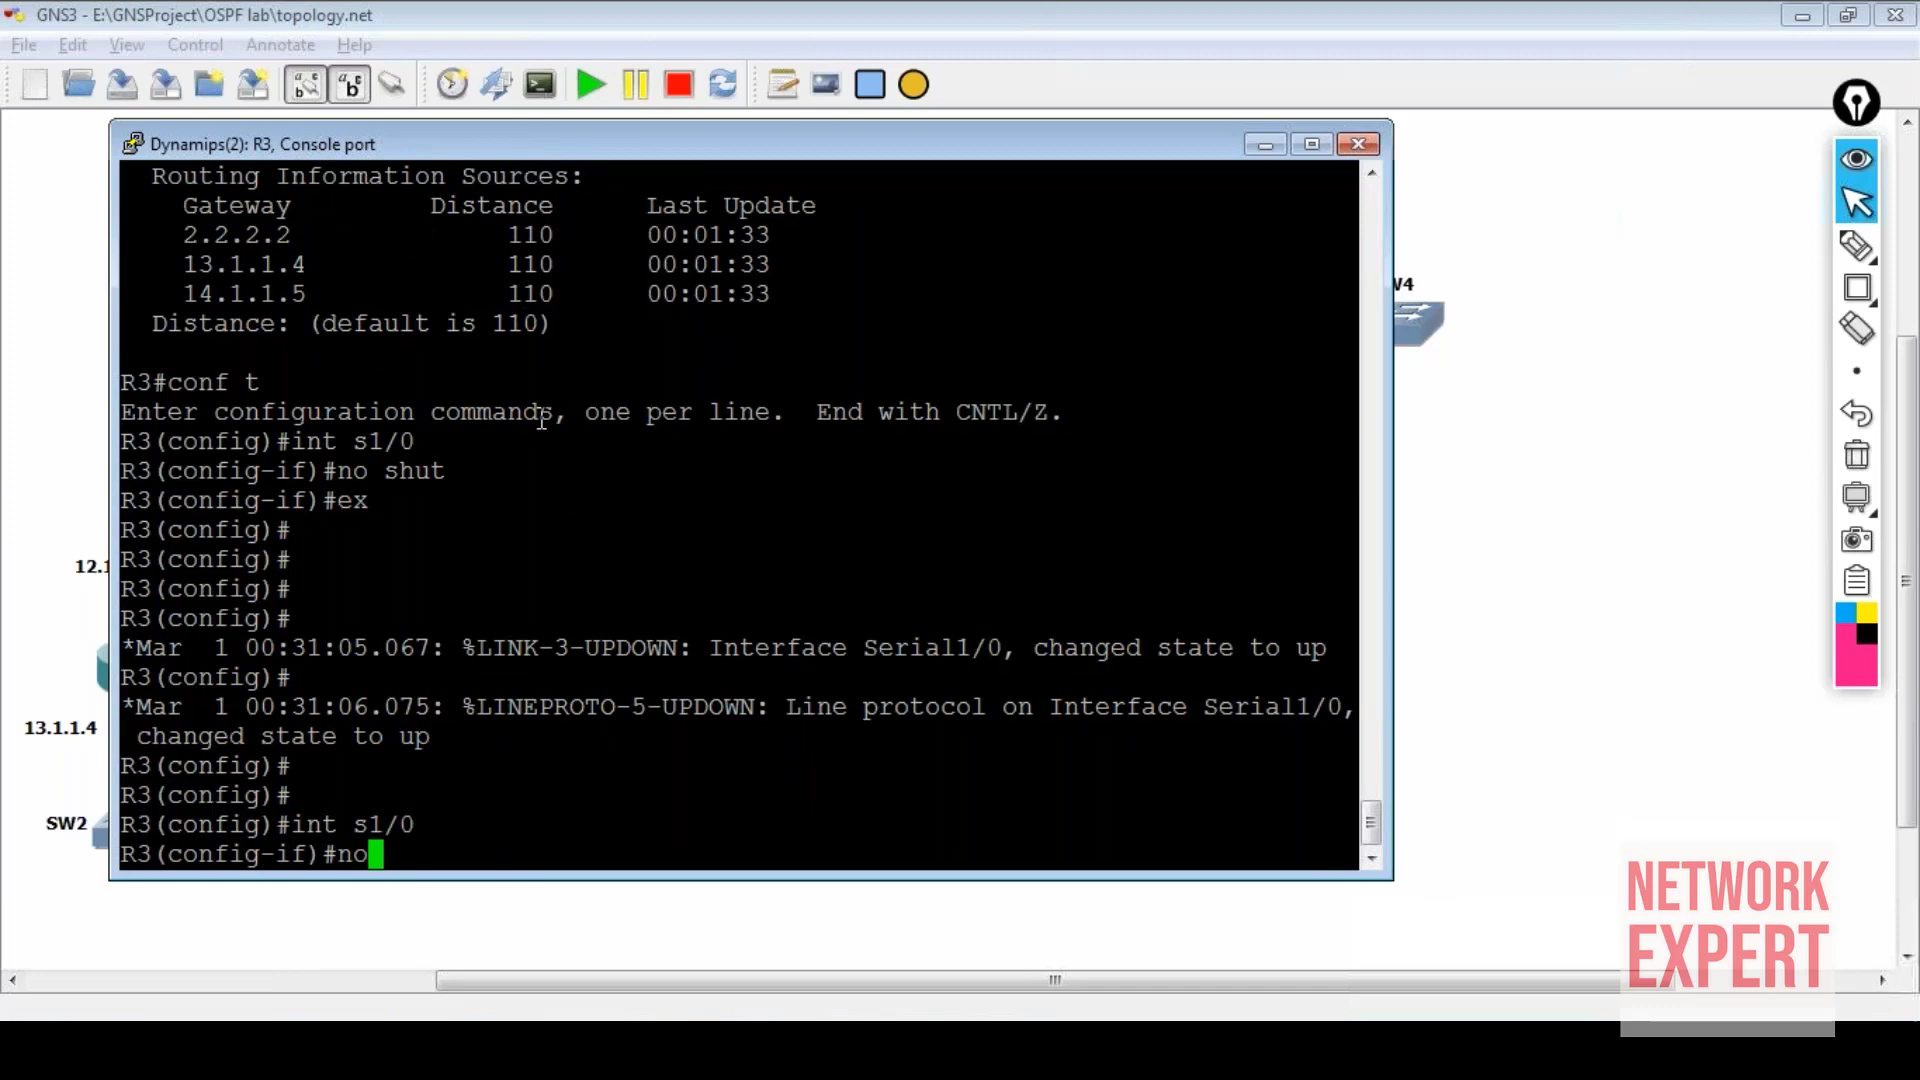 GNS3 - E:\GNSProject\OSPF lab\topology.net
File Edit View Control Annotate Help
Dynamips(2): R3, Console port
Routing Information Sources:
Gateway Distance Last Update
2.2.2.2 110 00:01:33
13.1.1.4 110 00:01:33
14.1.1.5 110 00:01:33
Distance: (default is 110)
R3#conf t
Enter configuration commands, one per line. End with CNTL/Z.
R3(config)#int s1/0
R3(config-if)#no shut
R3(config-if)#ex
R3(config)#
R3(config)#
R3(config)#
R3(config)#
*Mar 1 00:31:05.067: %LINK-3-UPDOWN: Interface Serial1/0, changed state to up
R3(config)#
*Mar 1 00:31:06.075: %LINEPROTO-5-UPDOWN: Line protocol on Interface Serial1/0,
changed state to up
R3(config)#
R3(config)#
R3(config)#int s1/0
R3(config-if)#no
12.1
13.1.1.4
SW2
W4
NETWORK
EXPERT